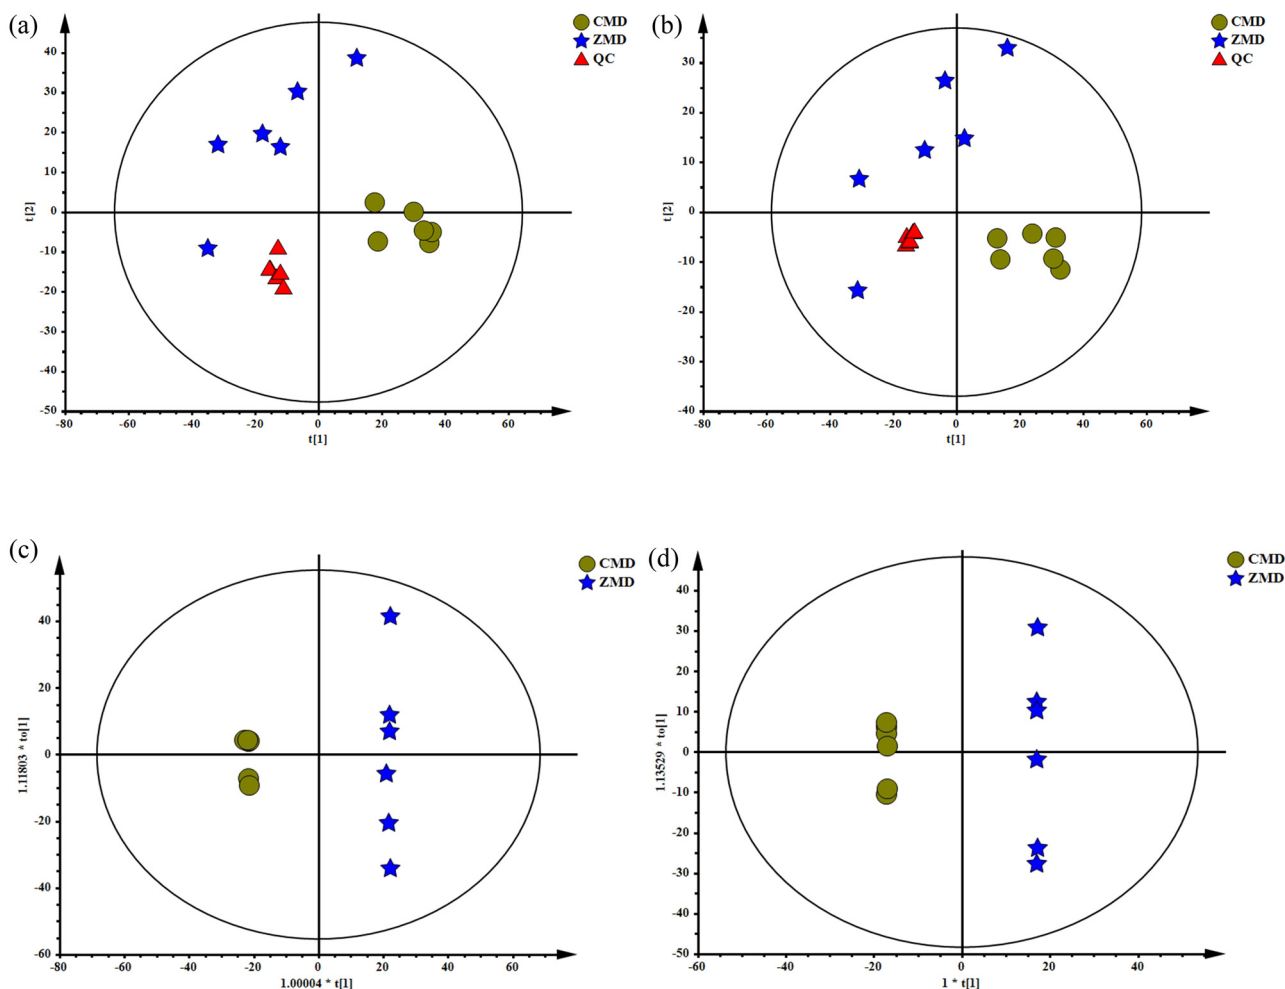 (a)
CMD
ZMD
QC
40
30
20
10
0
-10
-20
-30
-40
-50
t[2]
-80 -60 -40 -20 0 20 40 60
t[1]
(b)
CMD
ZMD
QC
30
20
10
0
-10
-20
-30
-40
t[2]
-80 -60 -40 -20 0 20 40 60
t[1]
(c)
CMD
ZMD
40
20
0
-20
-40
-60
1.11803 * to[1]
-80 -60 -40 -20 0 20 40 60
1.00004 * t[1]
(d)
CMD
ZMD
40
30
20
10
0
-10
-20
-30
-40
-50
1.13529 * to[1]
-60 -40 -20 0 20 40
1 * t[1]